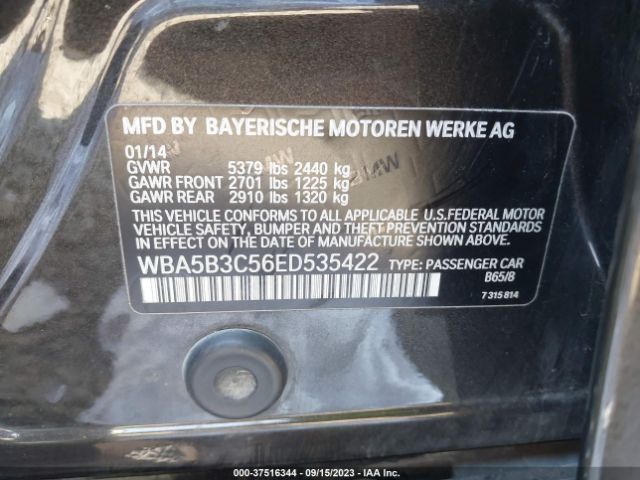 MFD BY BAYERISCHE MOTOREN WERKE AG
01/14
GVWR 5379 lbs 2440 kg
GAWR FRONT 2701 lbs 1225 kg
GAWR REAR 2910 lbs 1320 kg
THIS VEHICLE CONFORMS TO ALL APPLICABLE U.S.FEDERAL MOTOR
VEHICLE SAFETY, BUMPER AND THEFT PREVENTION STANDARDS
IN EFFECT ON THE DATE OF MANUFACTURE SHOWN ABOVE.
WBA5B3C56ED535422 TYPE: PASSENGER CAR
B65/8
7 315 814
000-37516344 - 09/15/2023 - IAA Inc.